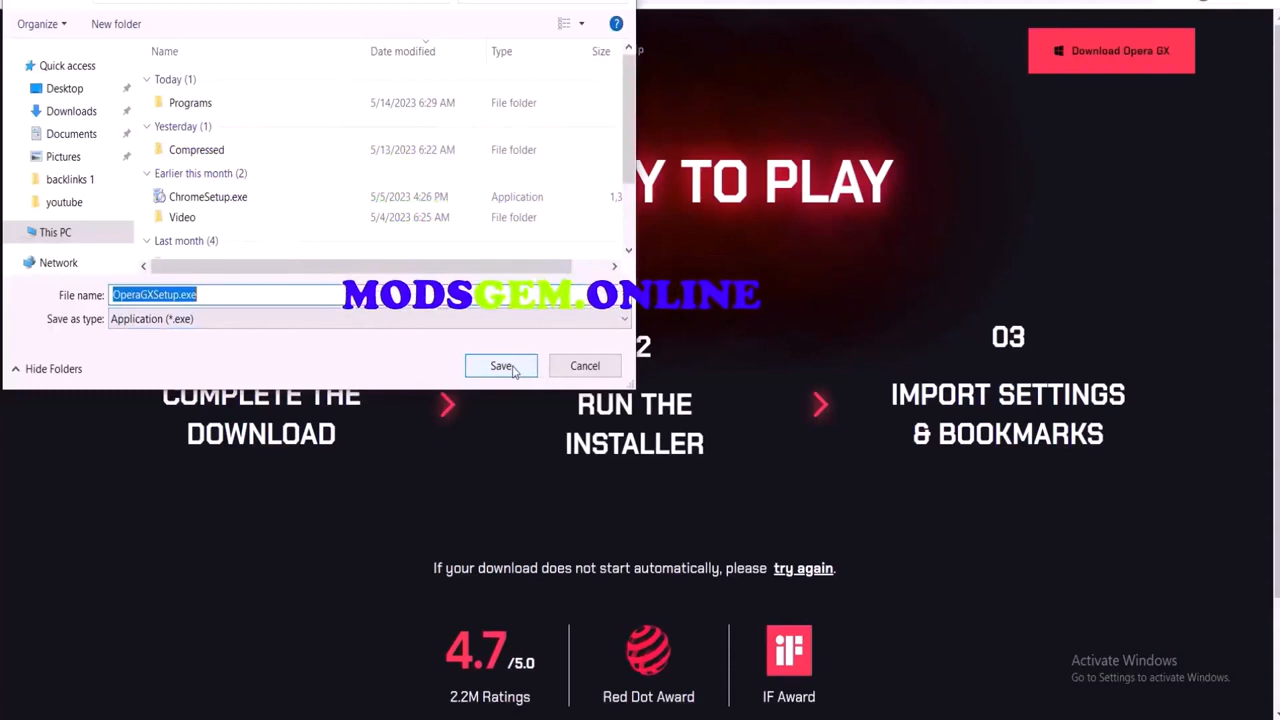 Organize
New folder
?
Name
Date modified
Type
Size
Download Opera GX
Quick access
Desktop
Downloads
Documents
Pictures
backlinks 1
youtube
This PC
Network
Today (1)
Programs 5/14/2023 6:29 AM File folder
Yesterday (1)
Compressed 5/13/2023 6:22 AM File folder
Earlier this month (2)
ChromeSetup.exe 5/5/2023 4:26 PM Application 1,3
Video 5/4/2023 6:25 AM File folder
Last month (4)
Y TO PLAY
File name: OperaGXSetup.exe
Save as type: Application (*.exe)
MODSGEM.ONLINE
Hide Folders
Save
Cancel
COMPLETE THE
DOWNLOAD
2
RUN THE
INSTALLER
03
IMPORT SETTINGS
& BOOKMARKS
If your download does not start automatically, please try again.
4.7/5.0
2.2M Ratings
Red Dot Award
iF
IF Award
Activate Windows
Go to Settings to activate Windows.